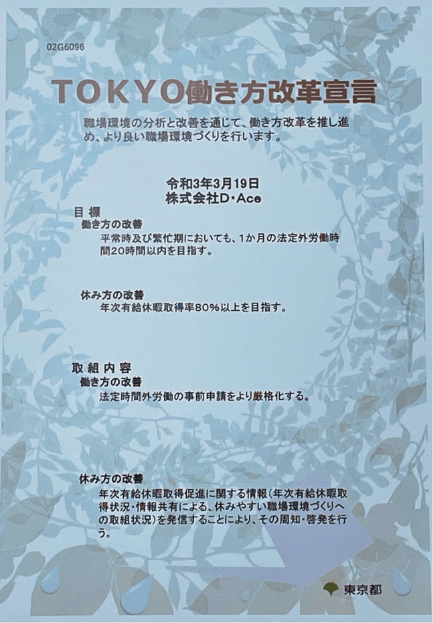 02G6096
TOKYO働き方改革宣言
職場環境の分析と改善を通じて、働き方改革を推し進
め、より良い職場環境づくりを行います。
令和3年3月19日
株式会社D・Ace
目標
働き方の改善
平常時及び繁忙期においても、1か月の法定外労働時
間20時間以内を目指す。
休み方の改善
年次有給休暇取得率80%以上を目指す。
取組内容
働き方の改善
法定時間外労働の事前申請をより厳格化する。
休み方の改善
年次有給休暇取得促進に関する情報(年次有給休暇取
得状況・情報共有による、休みやすい職場環境づくりへ
の取組状況)を発信することにより、その周知・啓発を行
う。
東京都